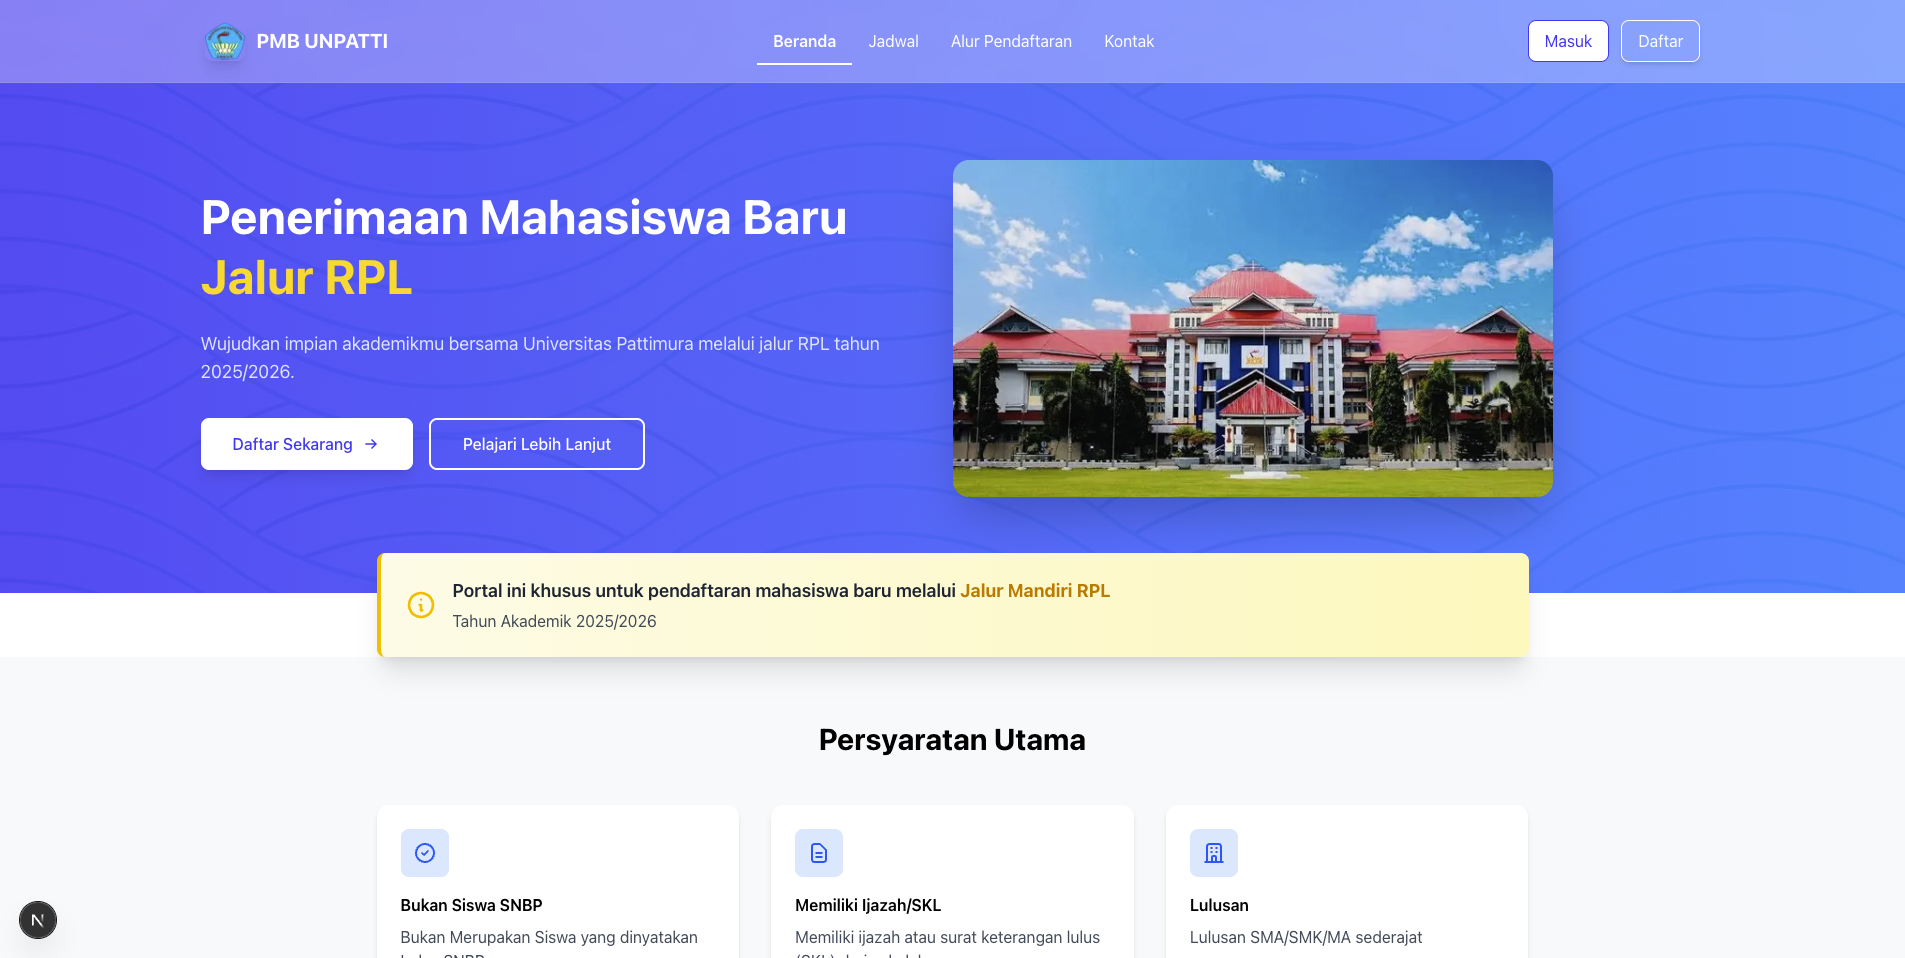 PMB UNPATTI
Beranda
Jadwal
Alur Pendaftaran
Kontak
Masuk
Daftar
Penerimaan Mahasiswa Baru
Jalur RPL
Wujudkan impian akademikmu bersama Universitas Pattimura melalui jalur RPL tahun
2025/2026.
Daftar Sekarang →
Pelajari Lebih Lanjut
Portal ini khusus untuk pendaftaran mahasiswa baru melalui Jalur Mandiri RPL
Tahun Akademik 2025/2026
Persyaratan Utama
Bukan Siswa SNBP
Bukan Merupakan Siswa yang dinyatakan
Memiliki Ijazah/SKL
Memiliki ijazah atau surat keterangan lulus
Lulusan
Lulusan SMA/SMK/MA sederajat
N